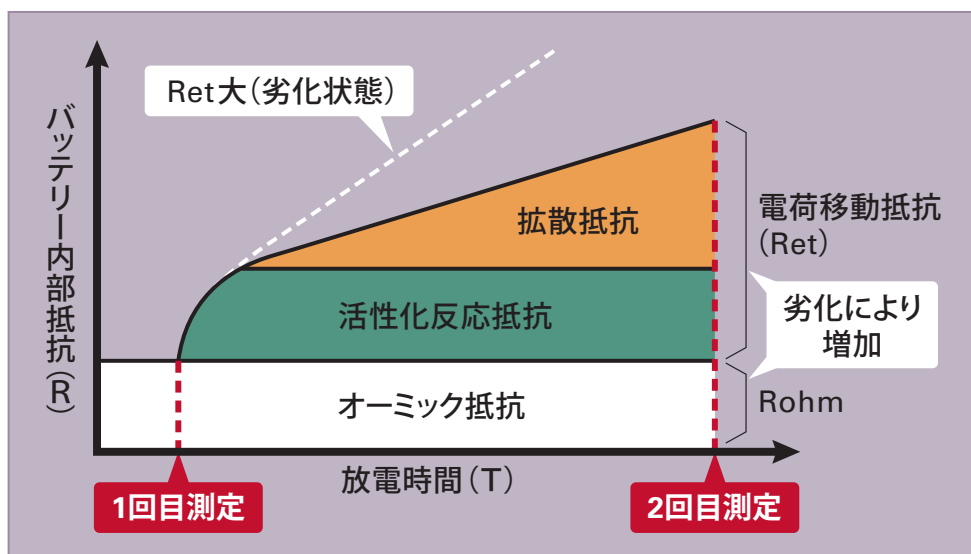 Ret大（劣化状態）
バッテリー内部抵抗（R）
拡散抵抗
電荷移動抵抗
（Ret）
活性化反応抵抗
劣化により
増加
オーミック抵抗
Rohm
放電時間（T）
1回目測定
2回目測定